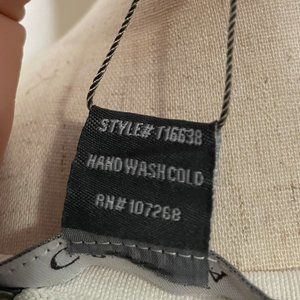 STYLE# T16638
HAND WASH COLD
RN# 107268